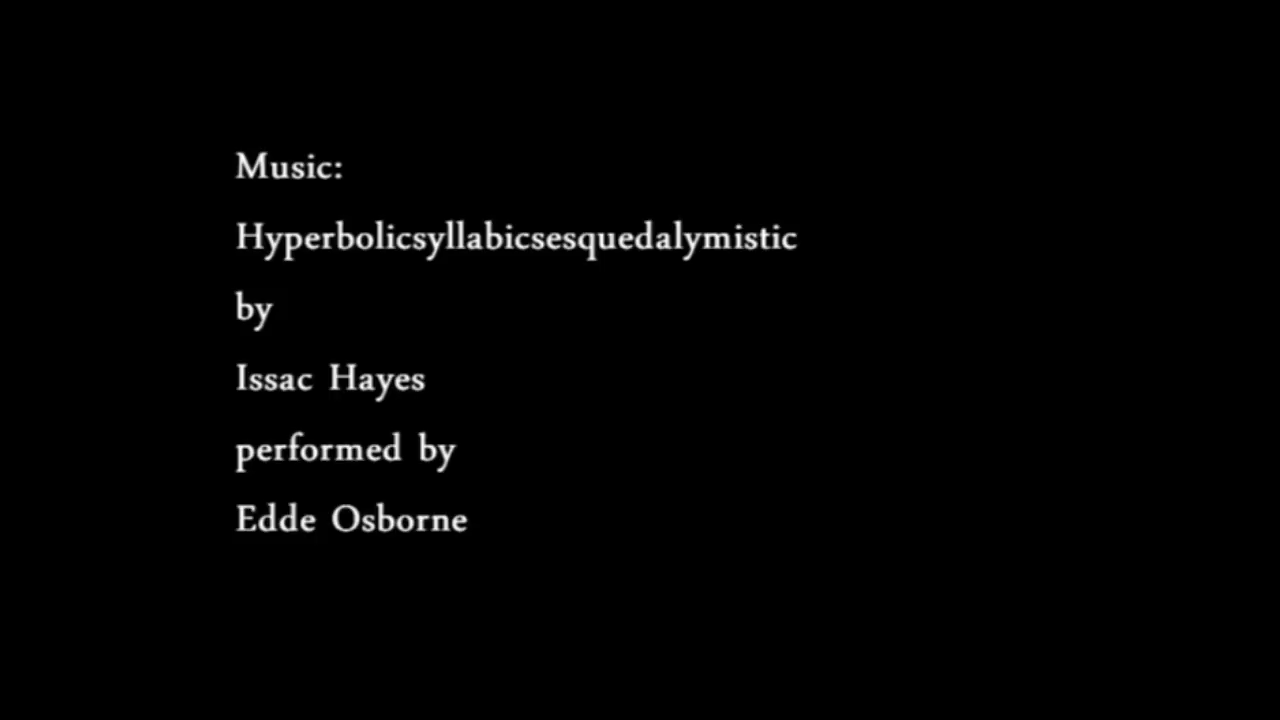 Music:
Hyperbolicsyllabicsesquedalymistic
by
Issac Hayes
performed by
Edde Osborne